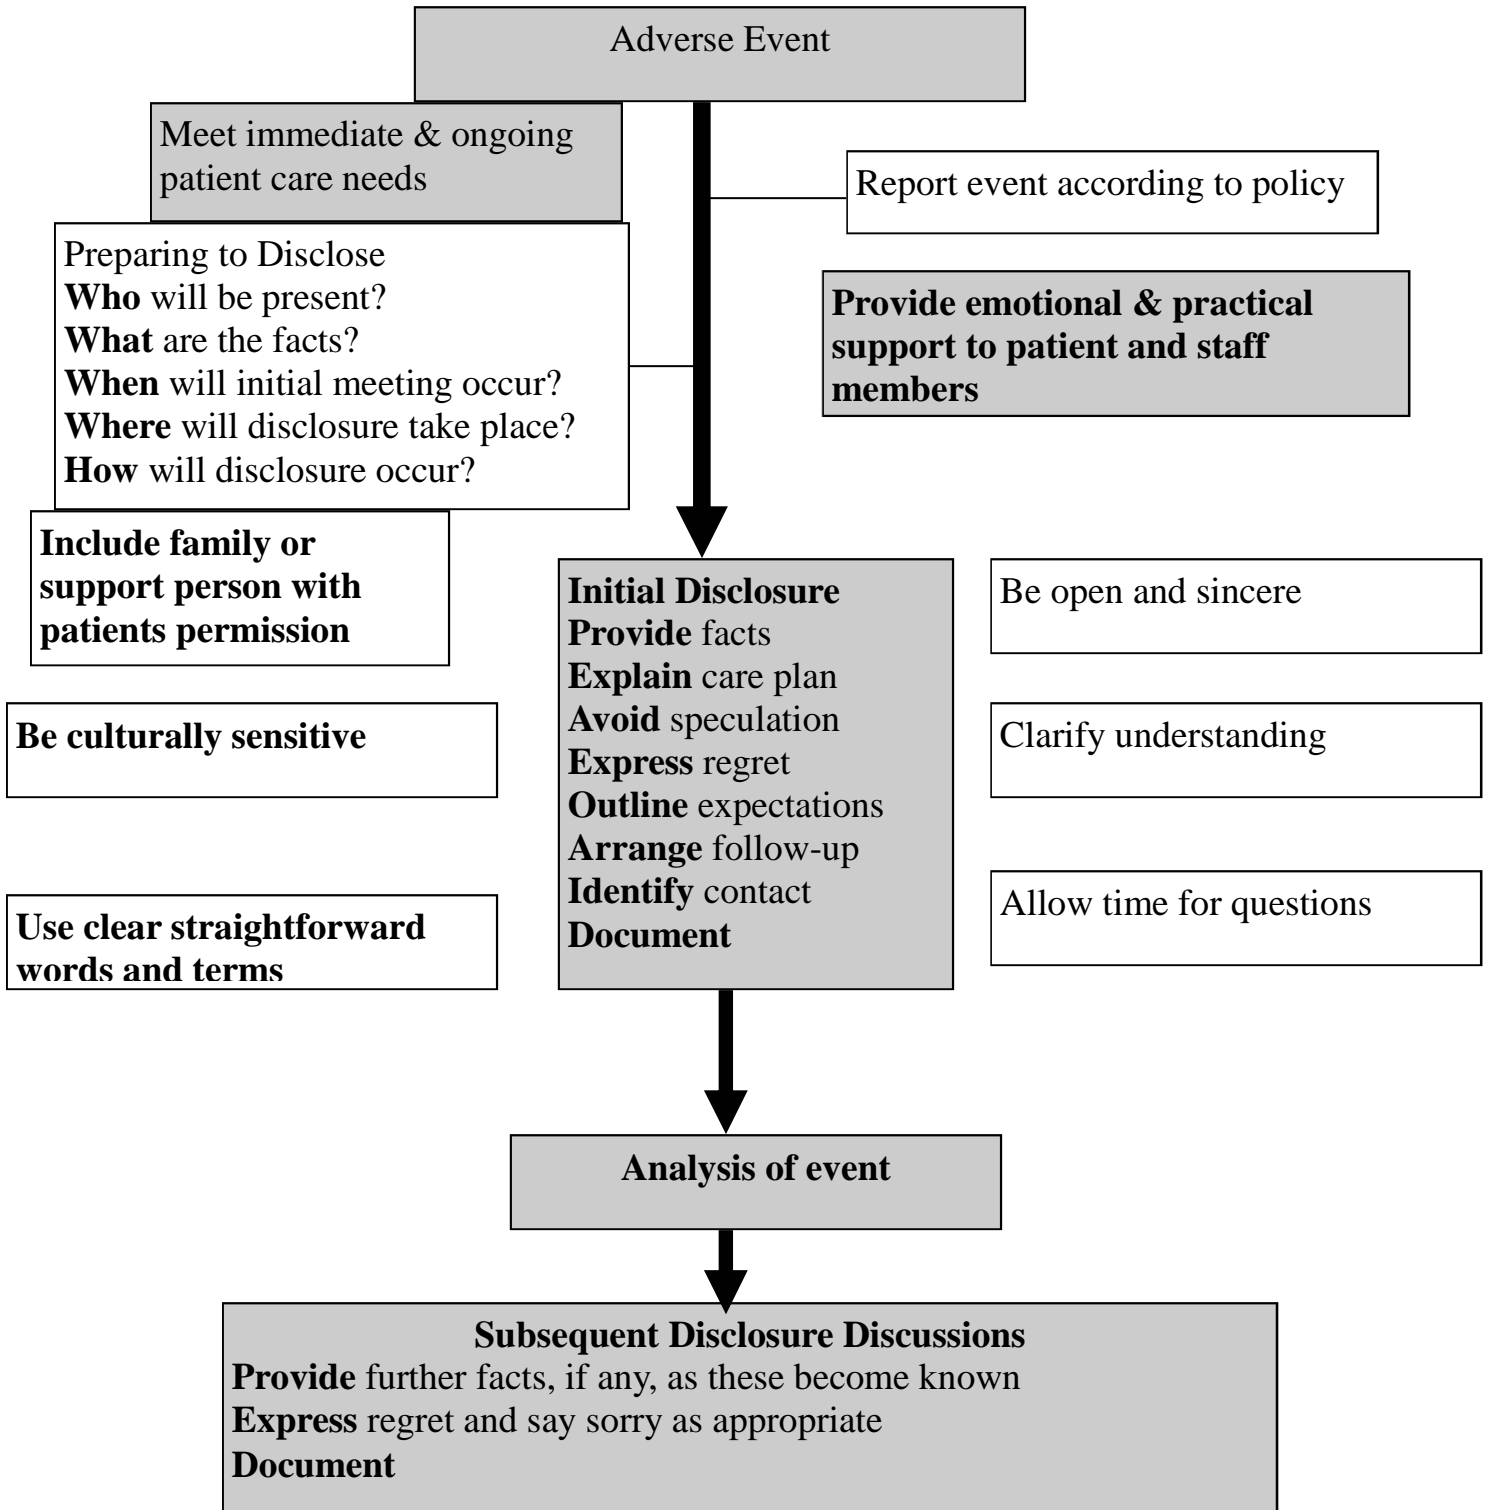 Adverse Event
Meet immediate & ongoing
patient care needs
Report event according to policy
Preparing to Disclose
Who will be present?
What are the facts?
When will initial meeting occur?
Where will disclosure take place?
How will disclosure occur?
Provide emotional & practical
support to patient and staff
members
Include family or
support person with
patients permission
Initial Disclosure
Provide facts
Explain care plan
Avoid speculation
Express regret
Outline expectations
Arrange follow-up
Identify contact
Document
Be open and sincere
Be culturally sensitive
Clarify understanding
Use clear straightforward
words and terms
Allow time for questions
Analysis of event
Subsequent Disclosure Discussions
Provide further facts, if any, as these become known
Express regret and say sorry as appropriate
Document